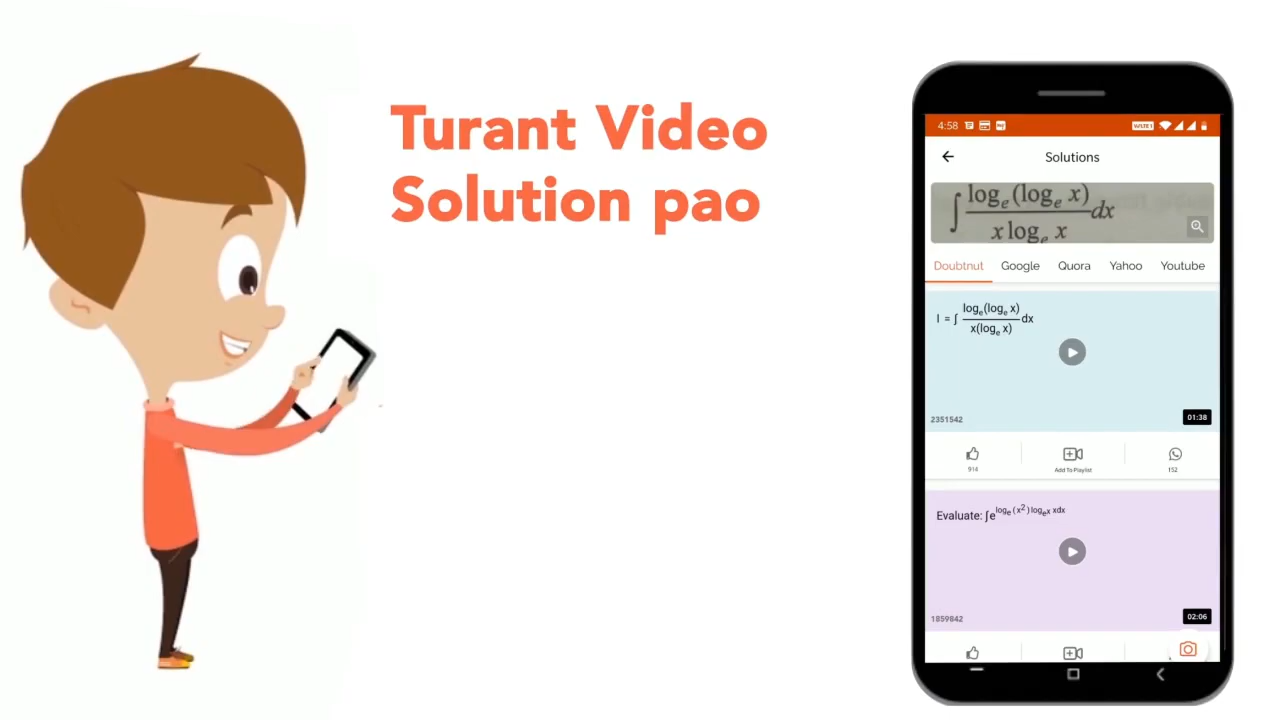 Turant Video
Solution pao
4:58
Solutions
∫ logₑ(logₑ x) / x logₑ x dx
Doubtnut Google Quora Yahoo Youtube
I = ∫ logₑ(logₑ x) / x(logₑ x) dx
2351542 01:38
914 Add To Playlist 152
Evaluate: ∫e^logₑ(x²)logₑx xdx
1859842 02:06